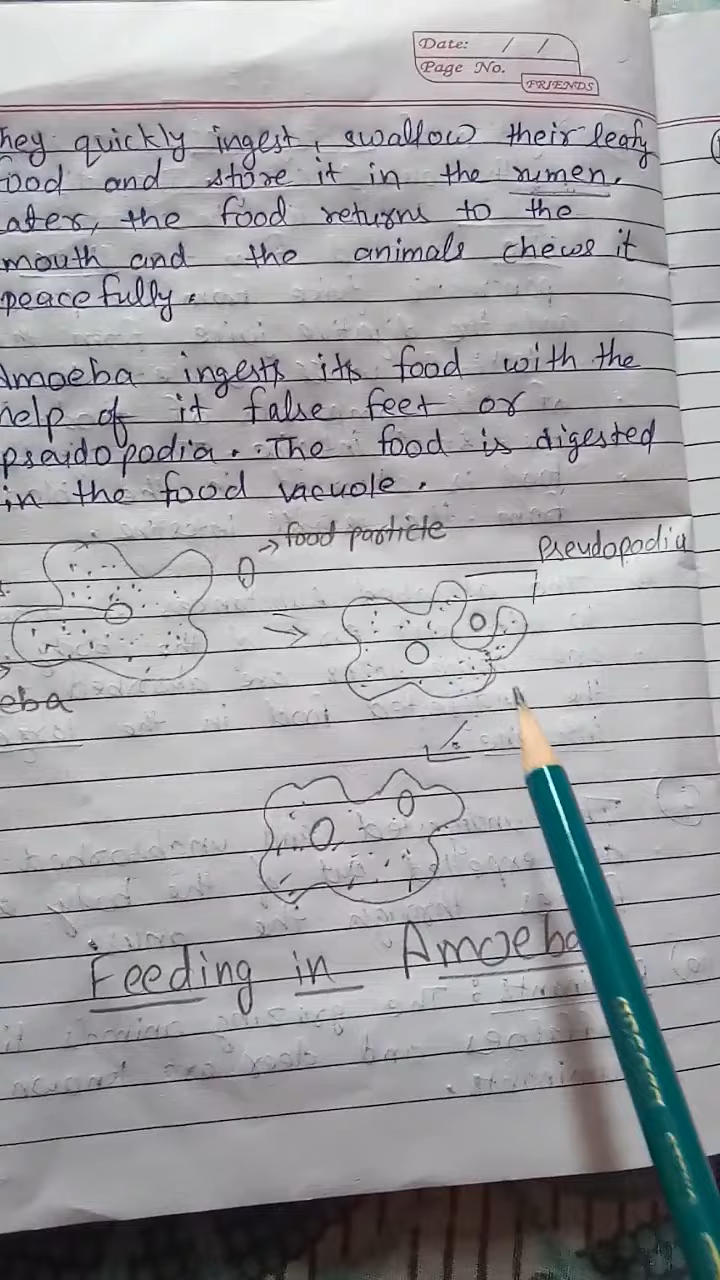 Date: / /
Page No.
FRIENDS
hey quickly ingest, swallow their leafy
ood and store it in the rumen.
ater, the food returns to the
mouth and the animals chews it
peacefully.
Amoeba ingests its food with the
help of it false feet or
pseudopodia. The food is digested
in the food vacuole.
food particle
Pseudopodia
eba
Feeding in Amoeba